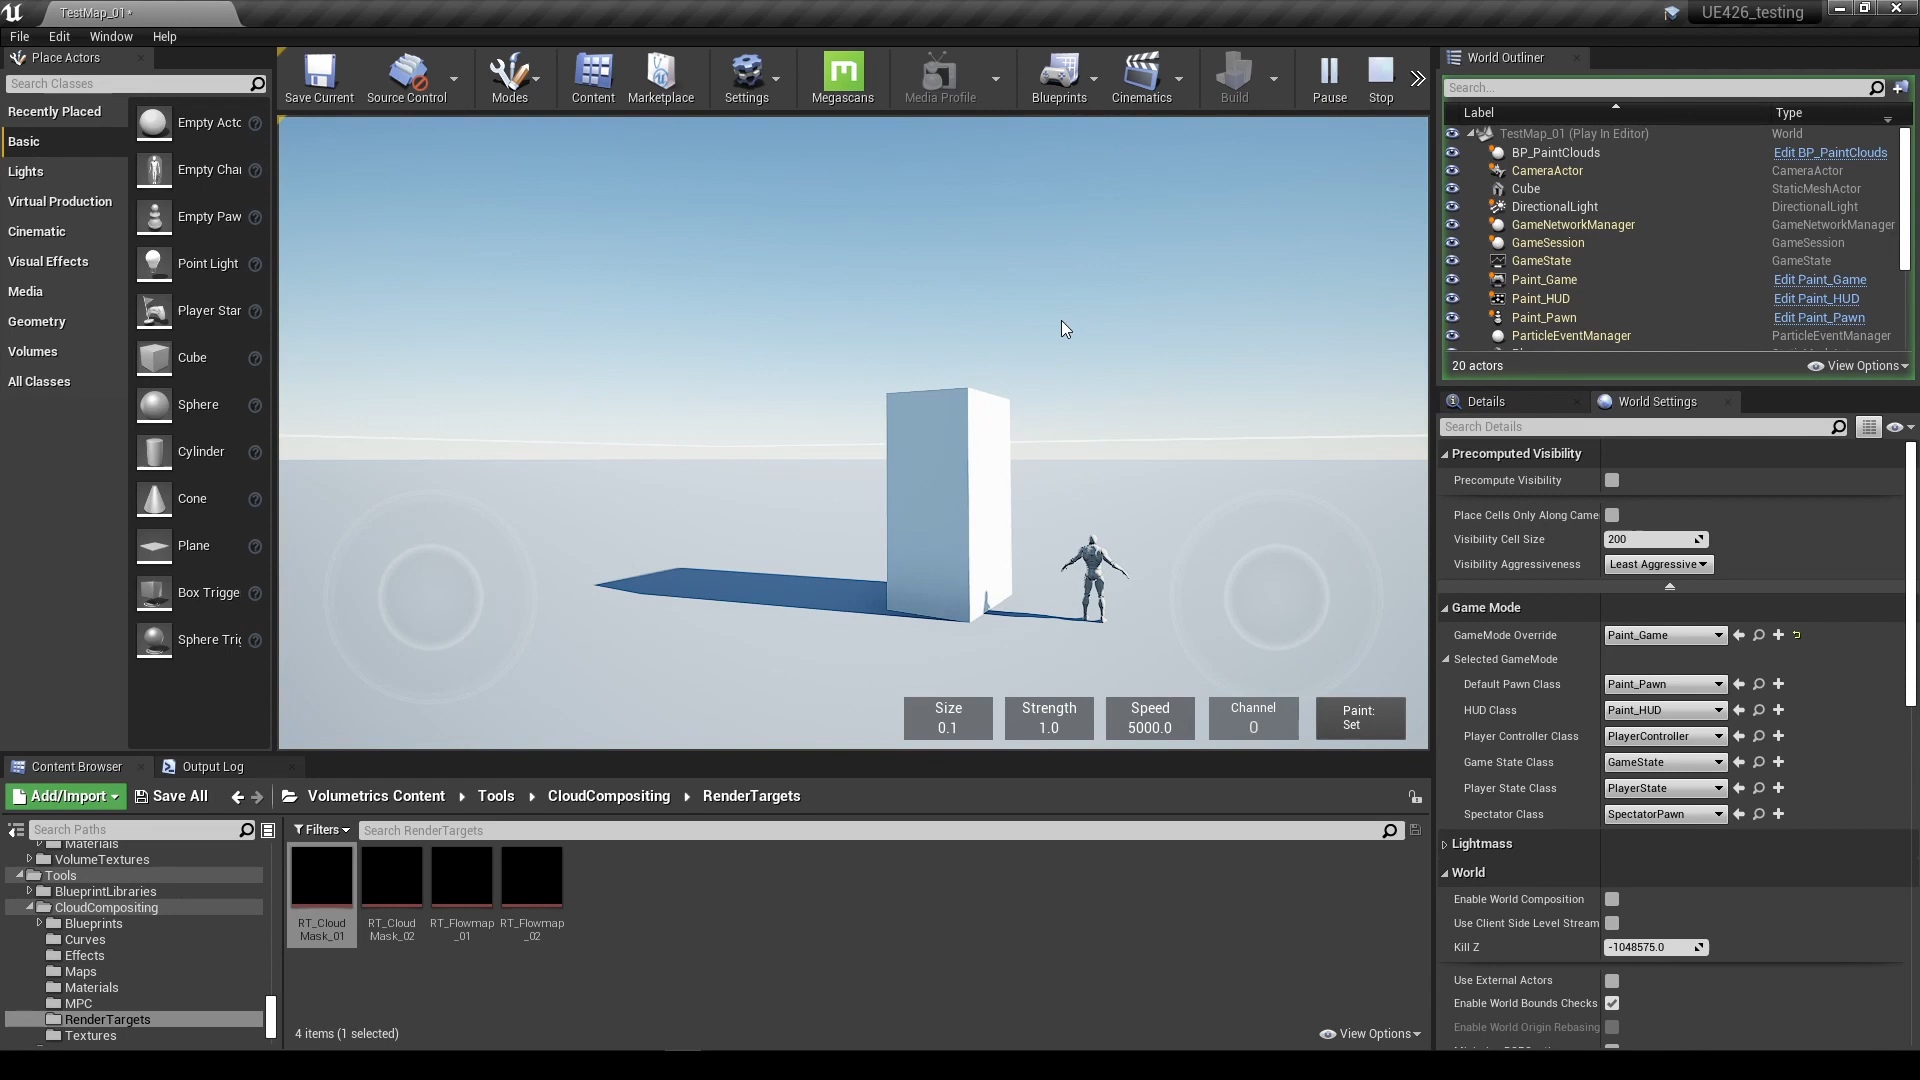 TestMap_01*
UE426_testing
File Edit Window Help
Place Actors
Search Classes
Recently Placed
Basic
Lights
Virtual Production
Cinematic
Visual Effects
Media
Geometry
Volumes
All Classes
Empty Actc
Empty Chai
Empty Paw
Point Light
Player Star
Cube
Sphere
Cylinder
Cone
Plane
Box Trigge
Sphere Trig
Save Current
Source Control
Modes
Content
Marketplace
Settings
Megascans
Media Profile
Blueprints
Cinematics
Build
Pause
Stop
Size
0.1
Strength
1.0
Speed
5000.0
Channel
0
Paint:
Set
World Outliner
Search...
Label Type
TestMap_01 (Play In Editor) World
BP_PaintClouds Edit BP_PaintClouds
CameraActor CameraActor
Cube StaticMeshActor
DirectionalLight DirectionalLight
GameNetworkManager GameNetworkManager
GameSession GameSession
GameState GameState
Paint_Game Edit Paint_Game
Paint_HUD Edit Paint_HUD
Paint_Pawn Edit Paint_Pawn
ParticleEventManager ParticleEventManager
20 actors View Options
Details World Settings
Search Details
Precomputed Visibility
Precompute Visibility
Place Cells Only Along Came
Visibility Cell Size 200
Visibility Aggressiveness Least Aggressive
Game Mode
GameMode Override Paint_Game
Selected GameMode
Default Pawn Class Paint_Pawn
HUD Class Paint_HUD
Player Controller Class PlayerController
Game State Class GameState
Player State Class PlayerState
Spectator Class SpectatorPawn
Lightmass
World
Enable World Composition
Use Client Side Level Stream
Kill Z -1048575.0
Use External Actors
Enable World Bounds Checks
Enable World Origin Rebasing
Content Browser Output Log
Add/Import Save All Volumetrics Content Tools CloudCompositing RenderTargets
Search Paths
Filters Search RenderTargets
Materials
VolumeTextures
Tools
BlueprintLibraries
CloudCompositing
Blueprints
Curves
Effects
Maps
Materials
MPC
RenderTargets
Textures
RT_Cloud
Mask_01
RT_Cloud
Mask_02
RT_Flowmap
_01
RT_Flowmap
_02
4 items (1 selected) View Options